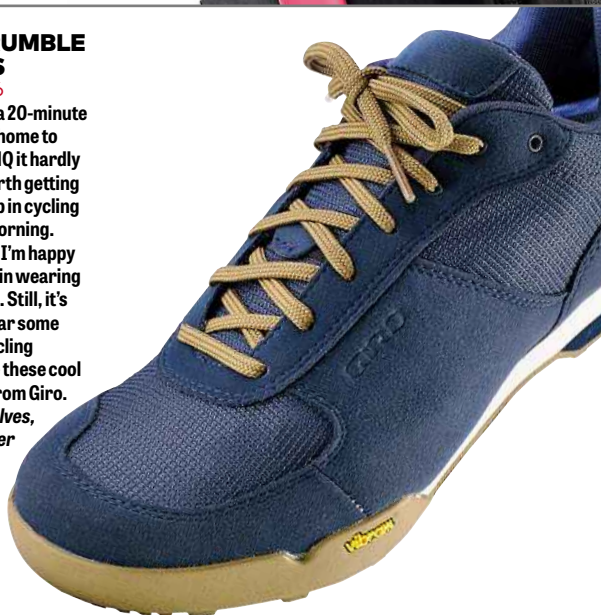 UMBLE
S
a 20-minute
home to
IQ it hardly
rth getting
p in cycling
orning.
I'm happy
in wearing
. Still, it's
ar some
cling
these cool
rom Giro.
lves,
er
GIRO
vibram